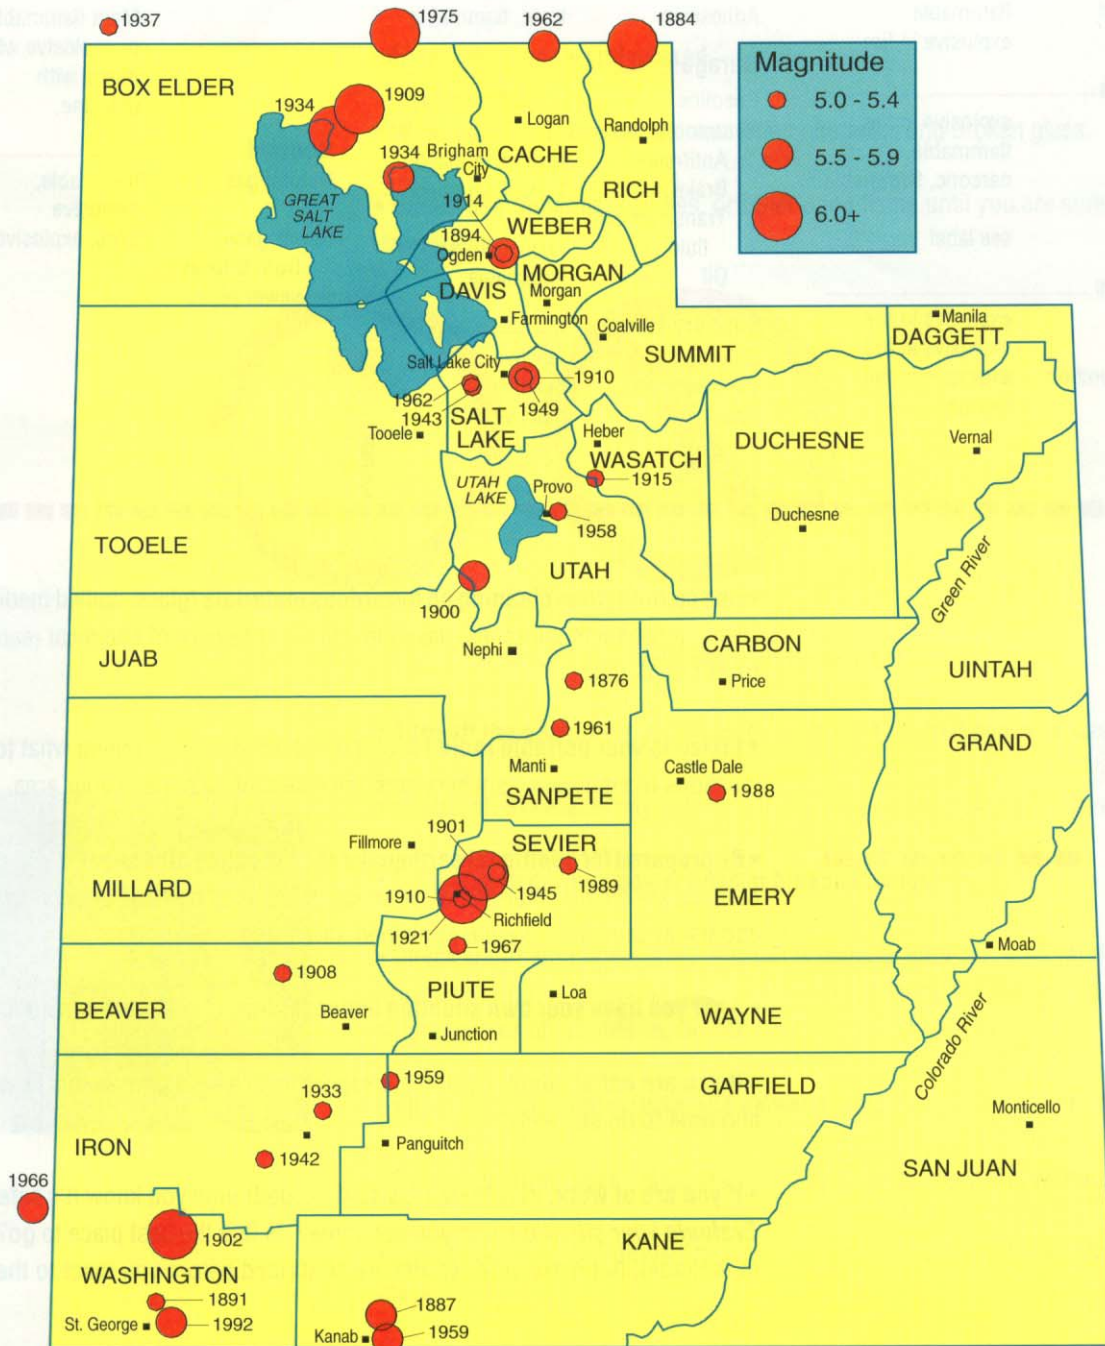 1937
1975
1962
1884
Magnitude
5.0 - 5.4
5.5 - 5.9
6.0+
BOX ELDER
1934
1909
Logan
Randolph
1934
Brigham
City
CACHE
RICH
GREAT
SALT
LAKE
1914
WEBER
1894
Ogden
MORGAN
Morgan
DAVIS
Farmington
Coalville
SUMMIT
Manila
DAGGETT
Salt Lake City
1910
1962
1943
1949
SALT
LAKE
Tooele
Heber
WASATCH
1915
DUCHESNE
Vernal
UTAH
LAKE
Provo
1958
Duchesne
TOOELE
UTAH
1900
Green River
JUAB
Nephi
CARBON
Price
UINTAH
1876
1961
Manti
SANPETE
Castle Dale
1988
GRAND
Fillmore
1901
SEVIER
1989
1945
MILLARD
1910
Richfield
1921
1967
EMERY
Moab
1908
BEAVER
Beaver
PIUTE
Junction
Loa
WAYNE
Colorado River
1959
GARFIELD
1933
IRON
1942
Panguitch
Monticello
SAN JUAN
1966
1902
KANE
WASHINGTON
1891
St. George
1992
1887
Kanab
1959